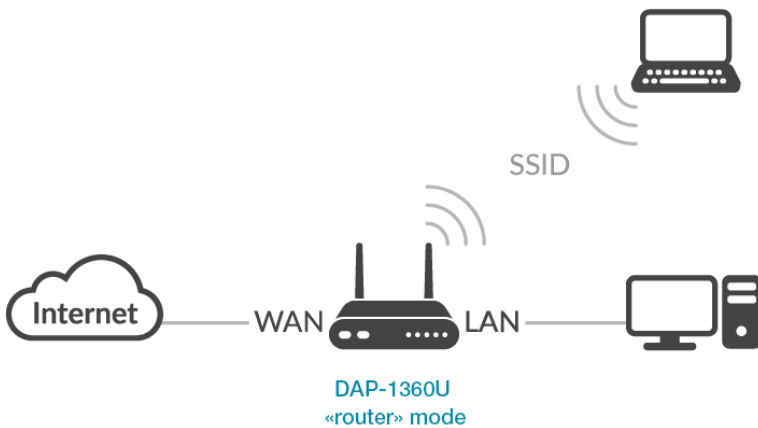 SSID
Internet
WAN
LAN
DAP-1360U
«router» mode